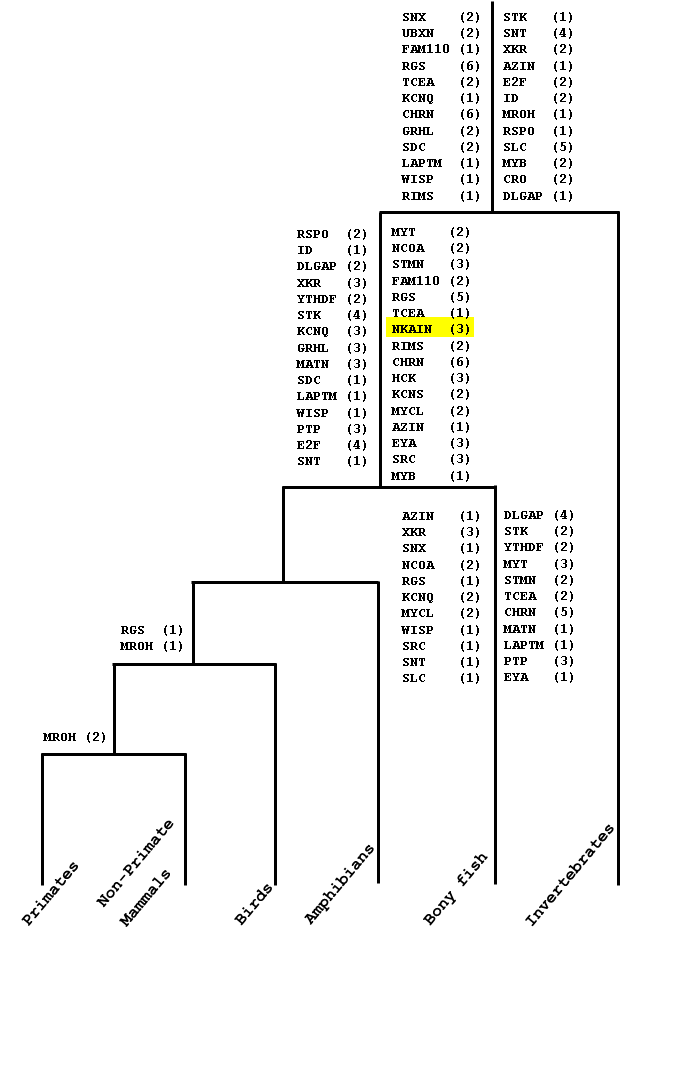 SNX (2)
UBXN (2)
FAM110 (1)
RGS (6)
TCEA (2)
KCNQ (1)
CHRN (6)
GRHL (2)
SDC (2)
LAPTM (1)
WISP (1)
RIMS (1)
STK (1)
SNT (4)
XKR (2)
AZIN (1)
E2F (2)
ID (2)
MROH (1)
RSPO (1)
SLC (5)
MYB (2)
CRO (2)
DLGAP (1)
RSPO (2)
ID (1)
DLGAP (2)
XKR (3)
YTHDF (2)
STK (4)
KCNQ (3)
GRHL (3)
MATN (3)
SDC (1)
LAPTM (1)
WISP (1)
PTP (3)
E2F (4)
SNT (1)
MYT (2)
NCOA (2)
STMN (3)
FAM110 (2)
RGS (5)
TCEA (1)
NKAIN (3)
RIMS (2)
CHRN (6)
HCK (3)
KCNS (2)
MYCL (2)
AZIN (1)
EYA (3)
SRC (3)
MYB (1)
AZIN (1)
XKR (3)
SNX (1)
NCOA (2)
RGS (1)
KCNQ (2)
MYCL (2)
WISP (1)
SRC (1)
SNT (1)
SLC (1)
DLGAP (4)
STK (2)
YTHDF (2)
MYT (3)
STMN (2)
TCEA (2)
CHRN (5)
MATN (1)
LAPTM (1)
PTP (3)
EYA (1)
RGS (1)
MROH (1)
MROH (2)
Primates
Non-Primate
Mammals
Birds
Amphibians
Bony fish
Invertebrates